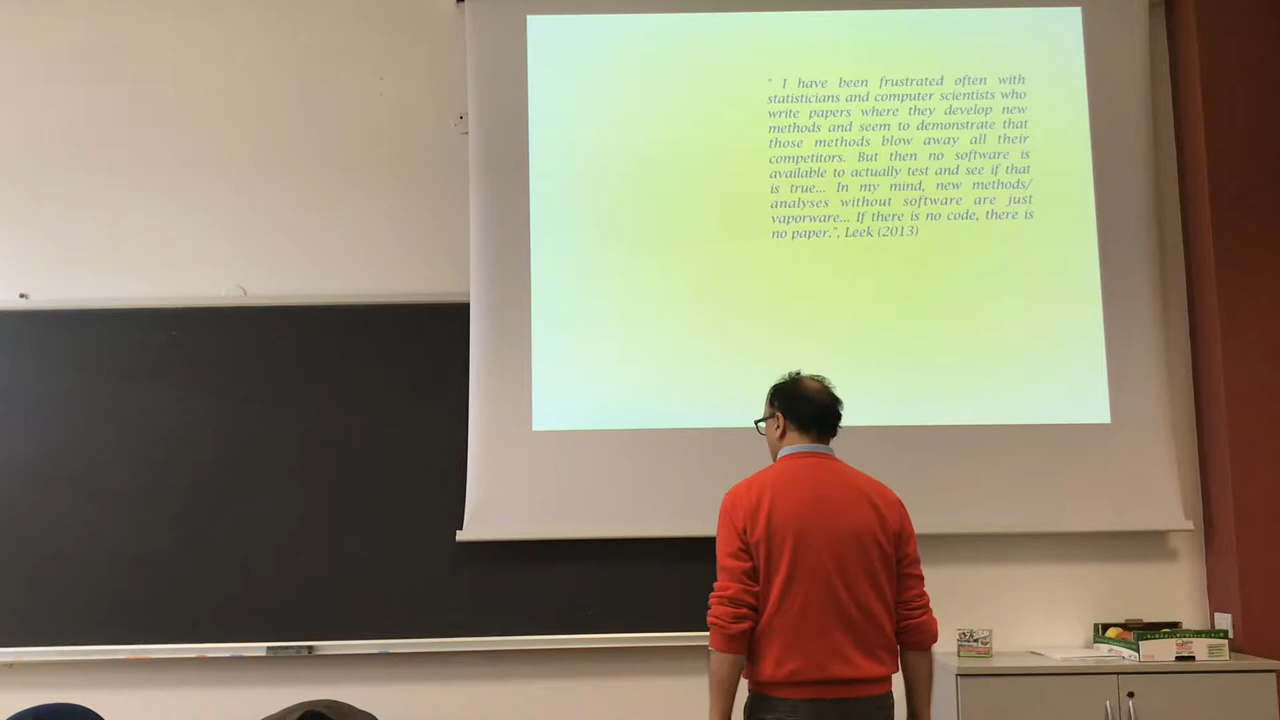 " I have been frustrated often with
statisticians and computer scientists who
write papers where they develop new
methods and seem to demonstrate that
those methods blow away all their
competitors. But then no software is
available to actually test and see if that
is true... In my mind, new methods/
analyses without software are just
vaporware... If there is no code, there is
no paper.", Leek (2013)